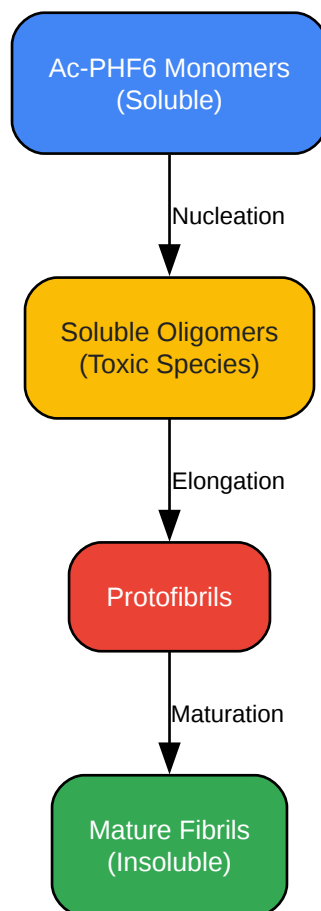 Ac-PHF6 Monomers
(Soluble)
Nucleation
Soluble Oligomers
(Toxic Species)
Elongation
Protofibrils
Maturation
Mature Fibrils
(Insoluble)